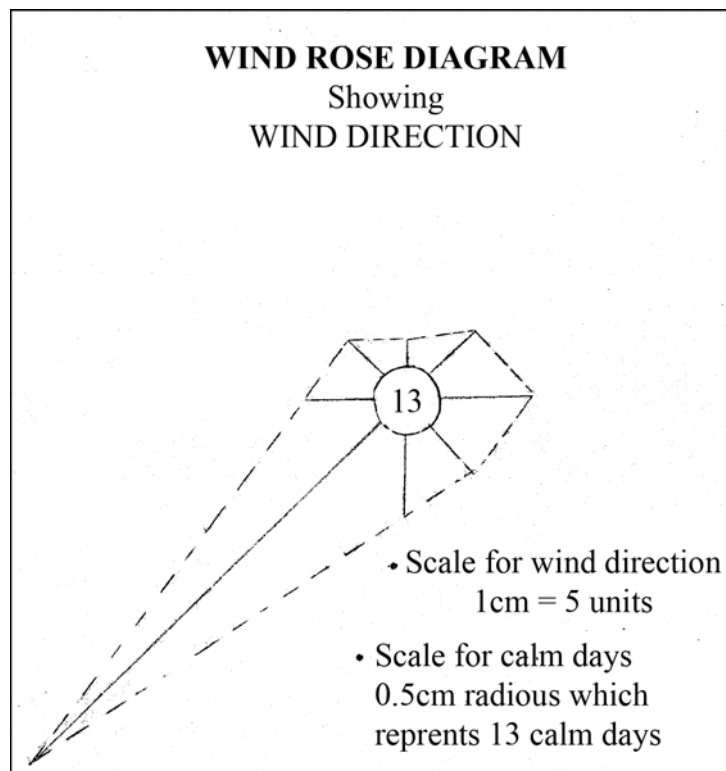 WIND ROSE DIAGRAM
Showing
WIND DIRECTION
13
• Scale for wind direction
1cm = 5 units
• Scale for calm days
0.5cm radious which
reprents 13 calm days